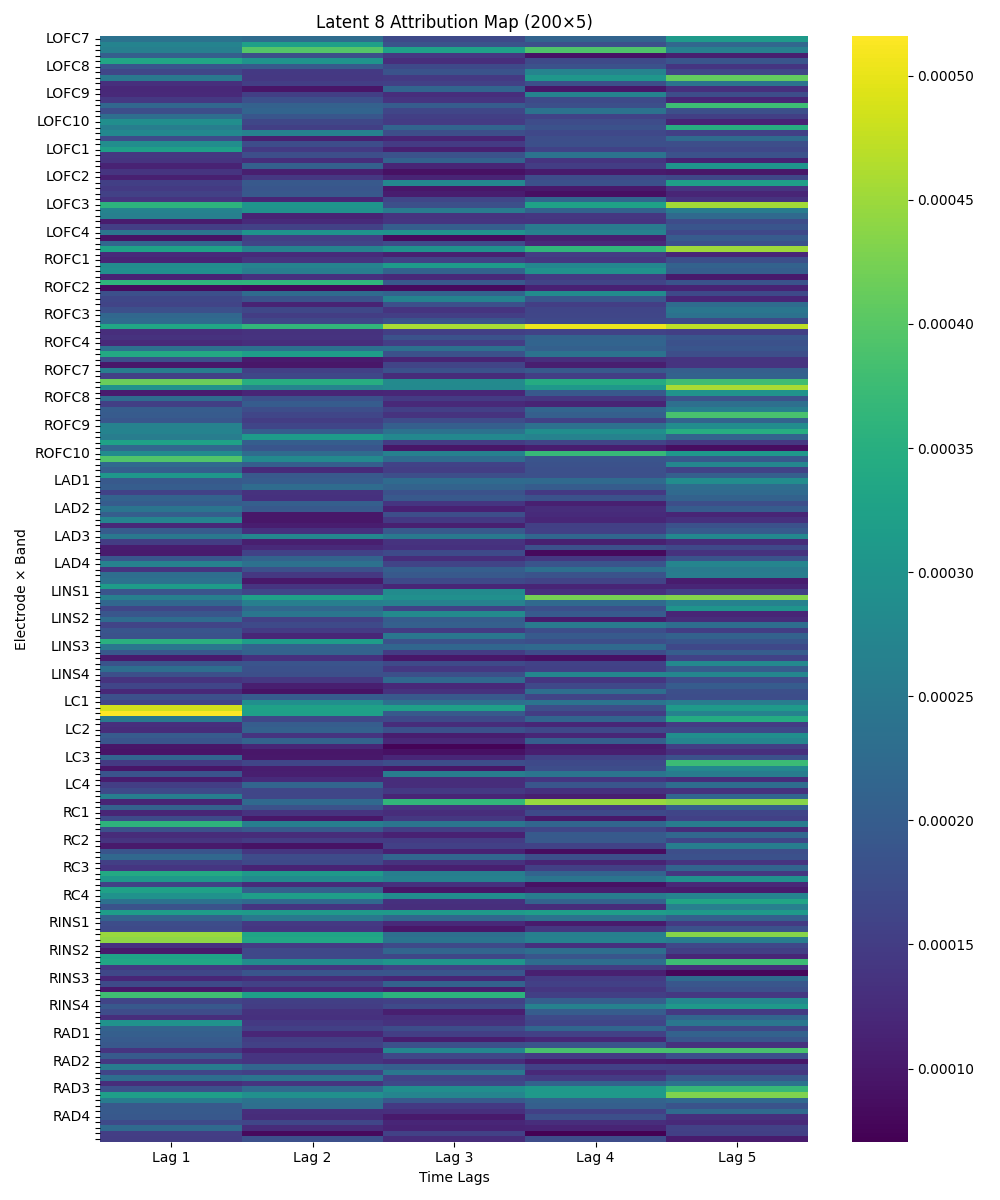 Latent 8 Attribution Map (200×5)
LOFC7
LOFC8
LOFC9
LOFC10
LOFC1
LOFC2
LOFC3
LOFC4
ROFC1
ROFC2
ROFC3
ROFC4
ROFC7
ROFC8
ROFC9
ROFC10
LAD1
LAD2
LAD3
LAD4
LINS1
LINS2
LINS3
LINS4
LC1
LC2
LC3
LC4
RC1
RC2
RC3
RC4
RINS1
RINS2
RINS3
RINS4
RAD1
RAD2
RAD3
RAD4
Electrode × Band
Lag 1 Lag 2 Lag 3 Lag 4 Lag 5
Time Lags
0.00050
0.00045
0.00040
0.00035
0.00030
0.00025
0.00020
0.00015
0.00010